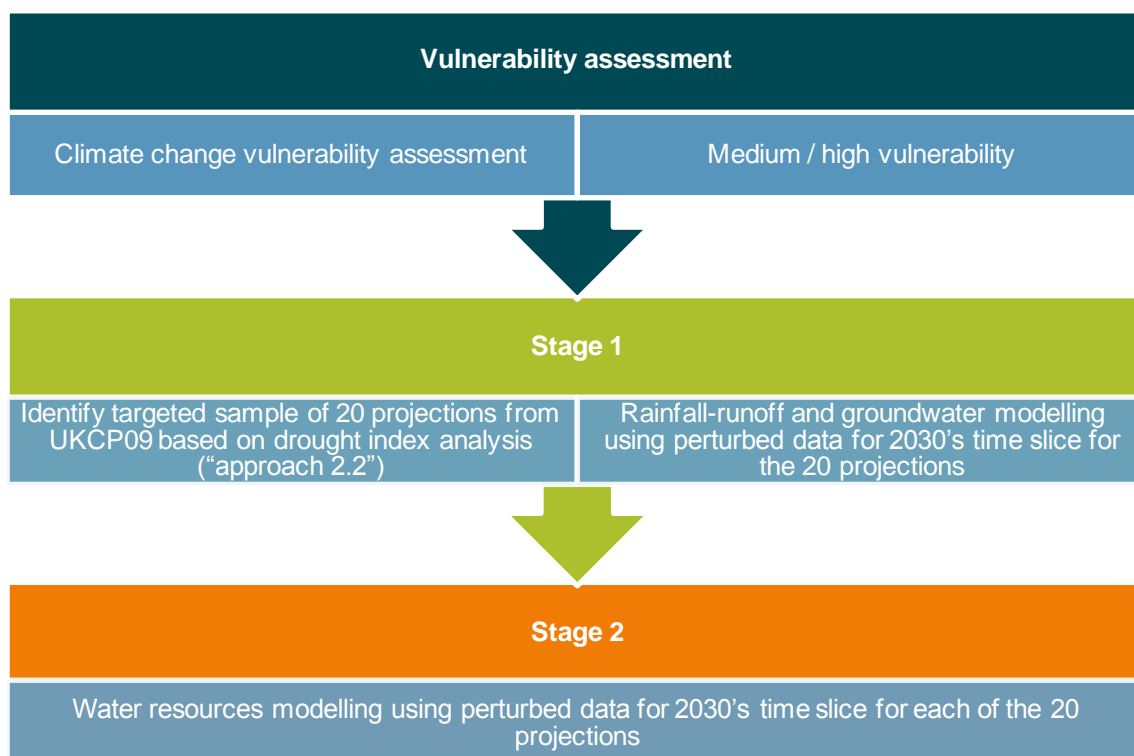 Vulnerability assessment
Climate change vulnerability assessment
Medium / high vulnerability
Stage 1
Identify targeted sample of 20 projections from
UKCP09 based on drought index analysis
(“approach 2.2”)
Rainfall-runoff and groundwater modelling
using perturbed data for 2030’s time slice for
the 20 projections
Stage 2
Water resources modelling using perturbed data for 2030’s time slice for each of the 20
projections